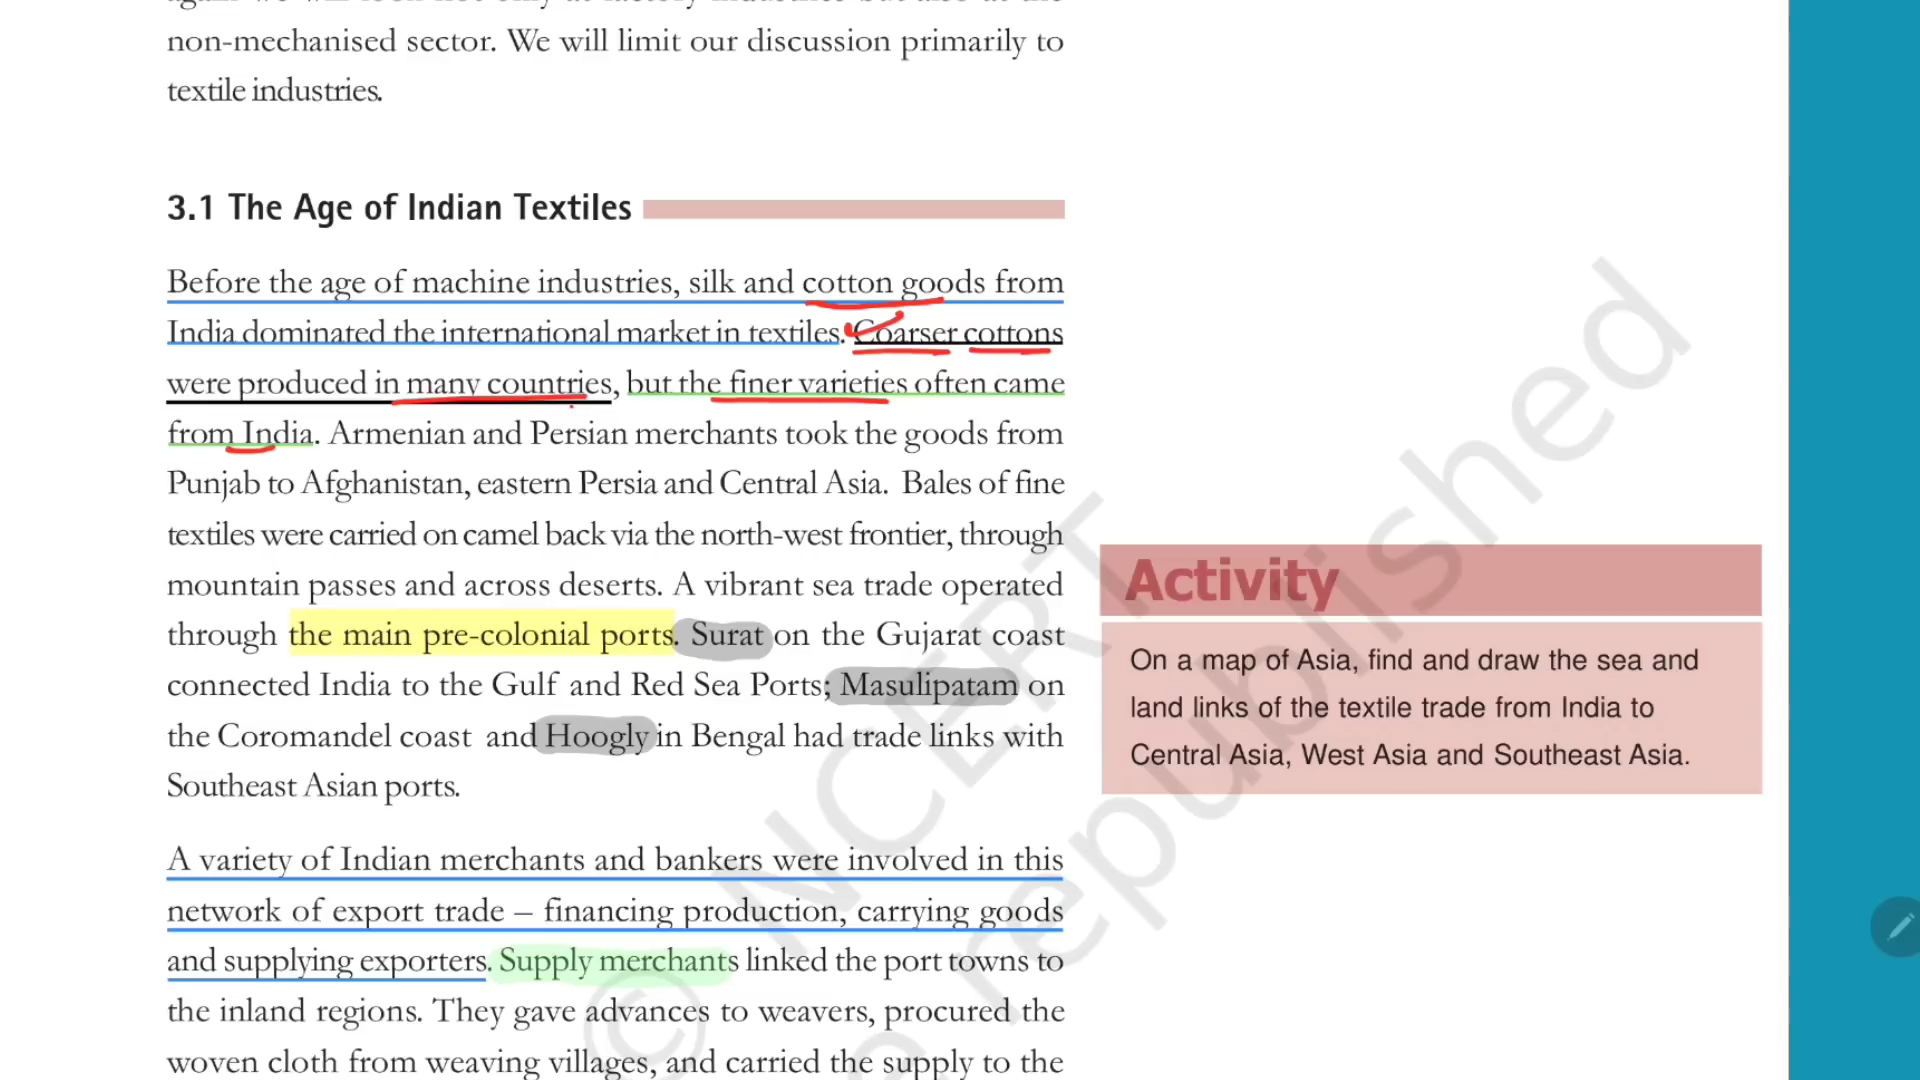 non-mechanised sector. We will limit our discussion primarily to
textile industries.
3.1 The Age of Indian Textiles
Before the age of machine industries, silk and cotton goods from
India dominated the international market in textiles. Coarser cottons
were produced in many countries, but the finer varieties often came
from India. Armenian and Persian merchants took the goods from
Punjab to Afghanistan, eastern Persia and Central Asia. Bales of fine
textiles were carried on camel back via the north-west frontier, through
mountain passes and across deserts. A vibrant sea trade operated
through the main pre-colonial ports. Surat on the Gujarat coast
connected India to the Gulf and Red Sea Ports; Masulipatam on
the Coromandel coast and Hoogly in Bengal had trade links with
Southeast Asian ports.
A variety of Indian merchants and bankers were involved in this
network of export trade – financing production, carrying goods
and supplying exporters. Supply merchants linked the port towns to
the inland regions. They gave advances to weavers, procured the
woven cloth from weaving villages, and carried the supply to the
Activity
On a map of Asia, find and draw the sea and
land links of the textile trade from India to
Central Asia, West Asia and Southeast Asia.
© NCERT
republished